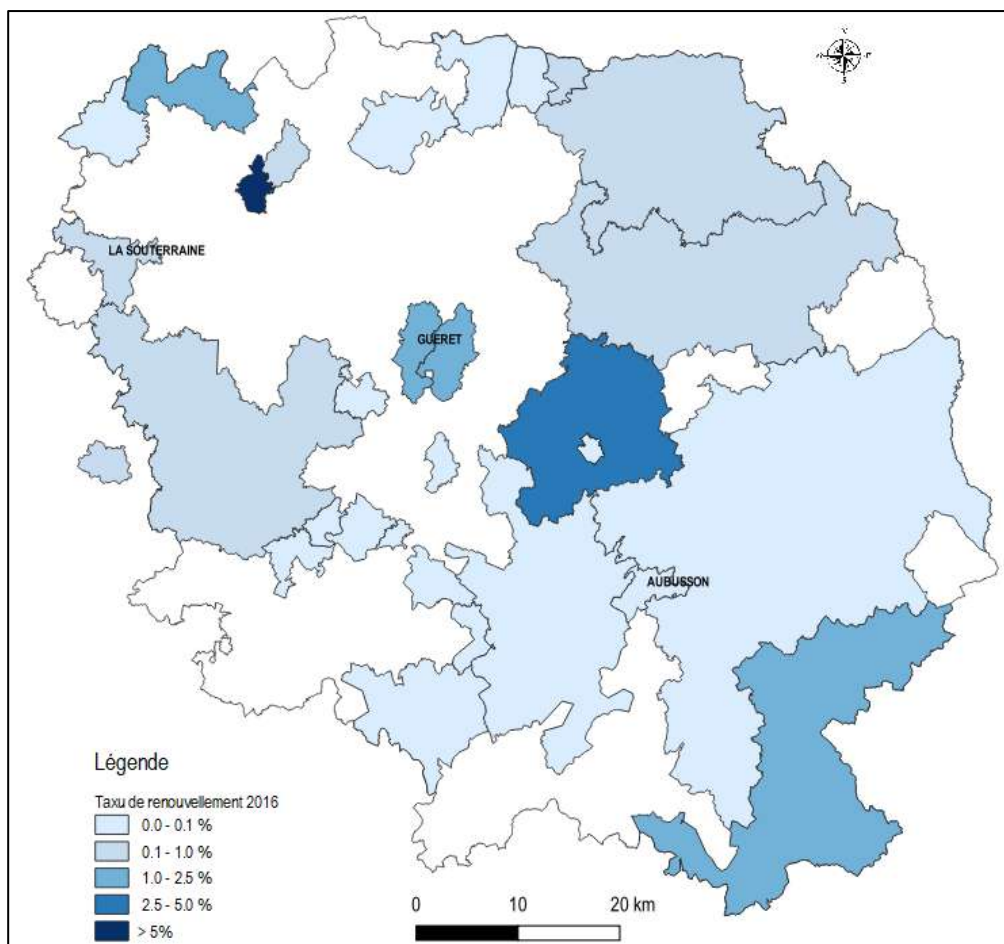 LA SOUTERRAINE
GUERET
AUBUSSON
Légende
Taxu de renouvellement 2016
0.0 - 0.1 %
0.1 - 1.0 %
1.0 - 2.5 %
2.5 - 5.0 %
> 5%
0 10 20 km